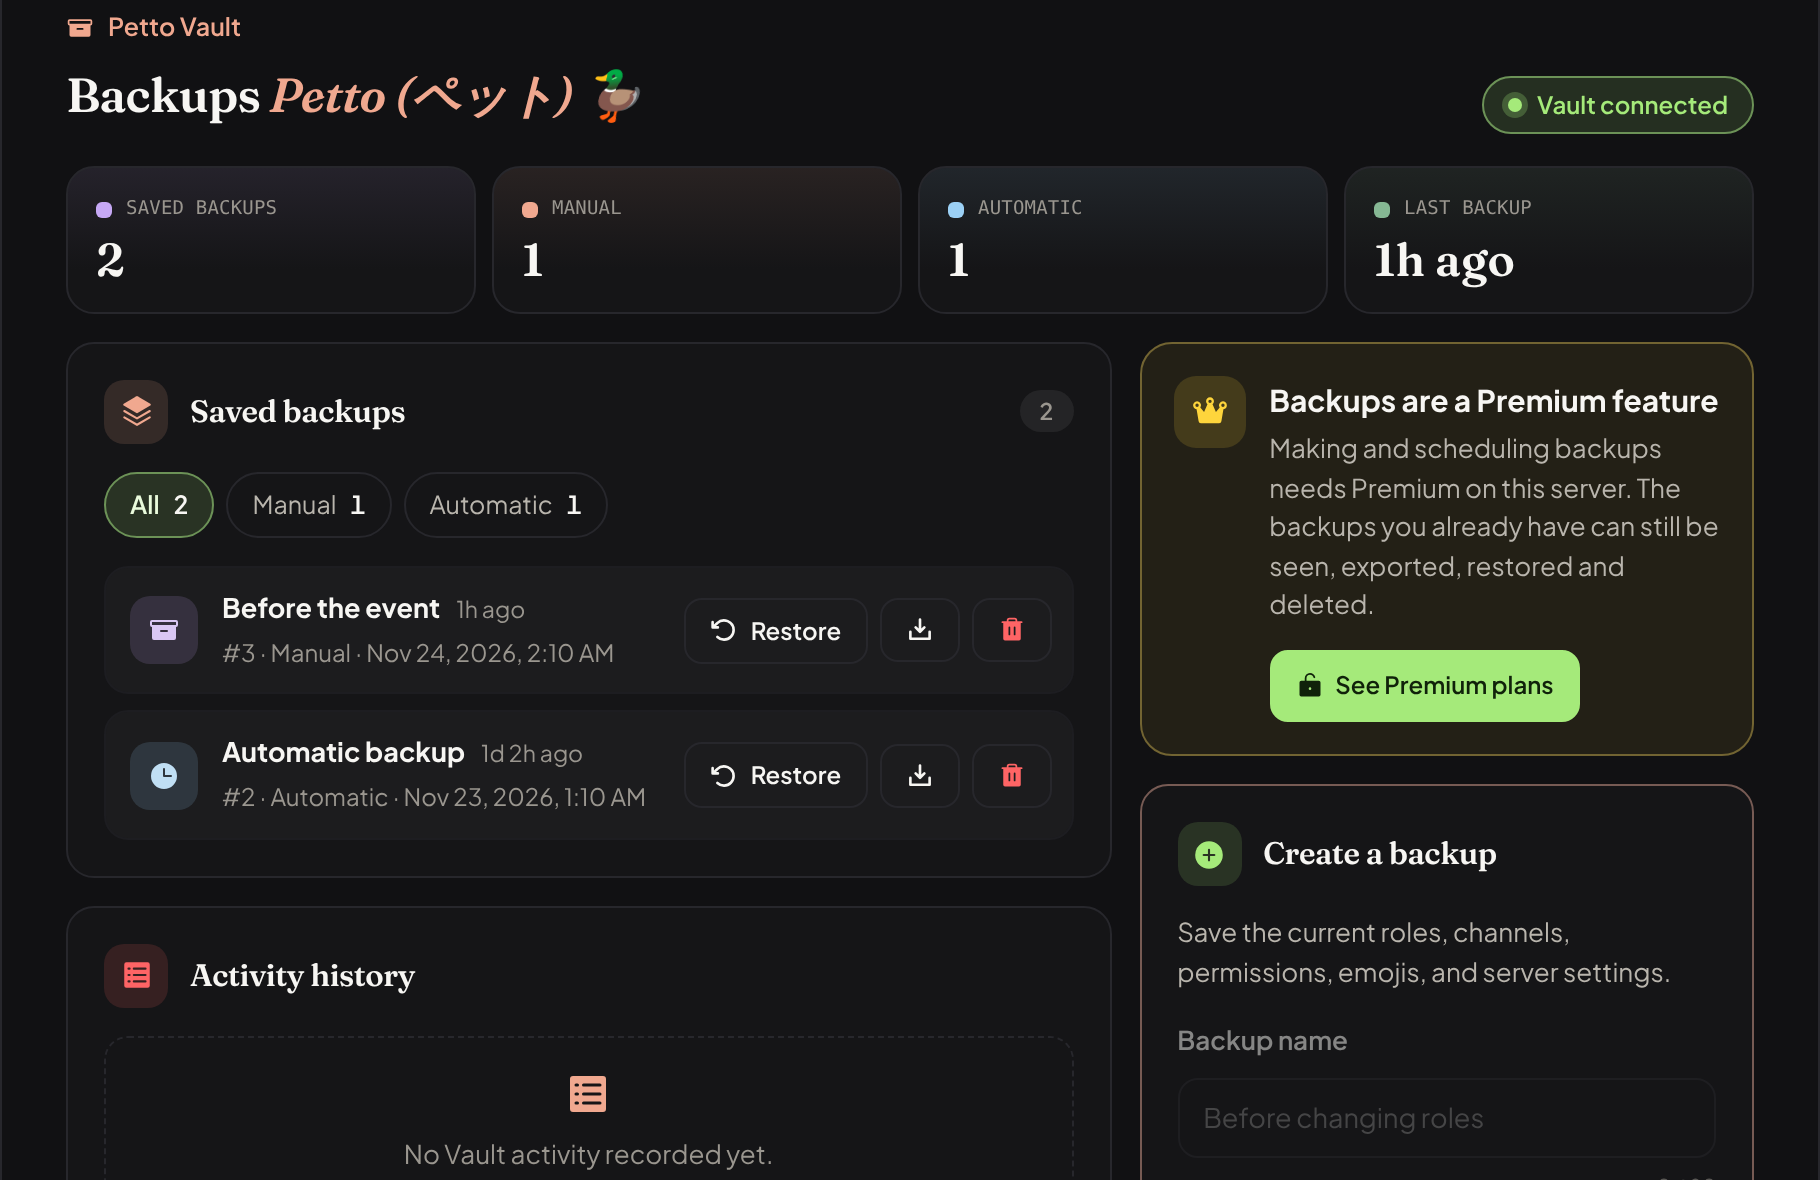 Petto Vault
Backups Petto (ペット) 🦆
Vault connected
SAVED BACKUPS
2
MANUAL
1
AUTOMATIC
1
LAST BACKUP
1h ago
Saved backups
2
All 2
Manual 1
Automatic 1
Before the event 1h ago
#3 · Manual · Nov 24, 2026, 2:10 AM
Restore
Automatic backup 1d 2h ago
#2 · Automatic · Nov 23, 2026, 1:10 AM
Restore
Activity history
No Vault activity recorded yet.
Backups are a Premium feature
Making and scheduling backups
needs Premium on this server. The
backups you already have can still be
seen, exported, restored and
deleted.
See Premium plans
Create a backup
Save the current roles, channels,
permissions, emojis, and server settings.
Backup name
Before changing roles